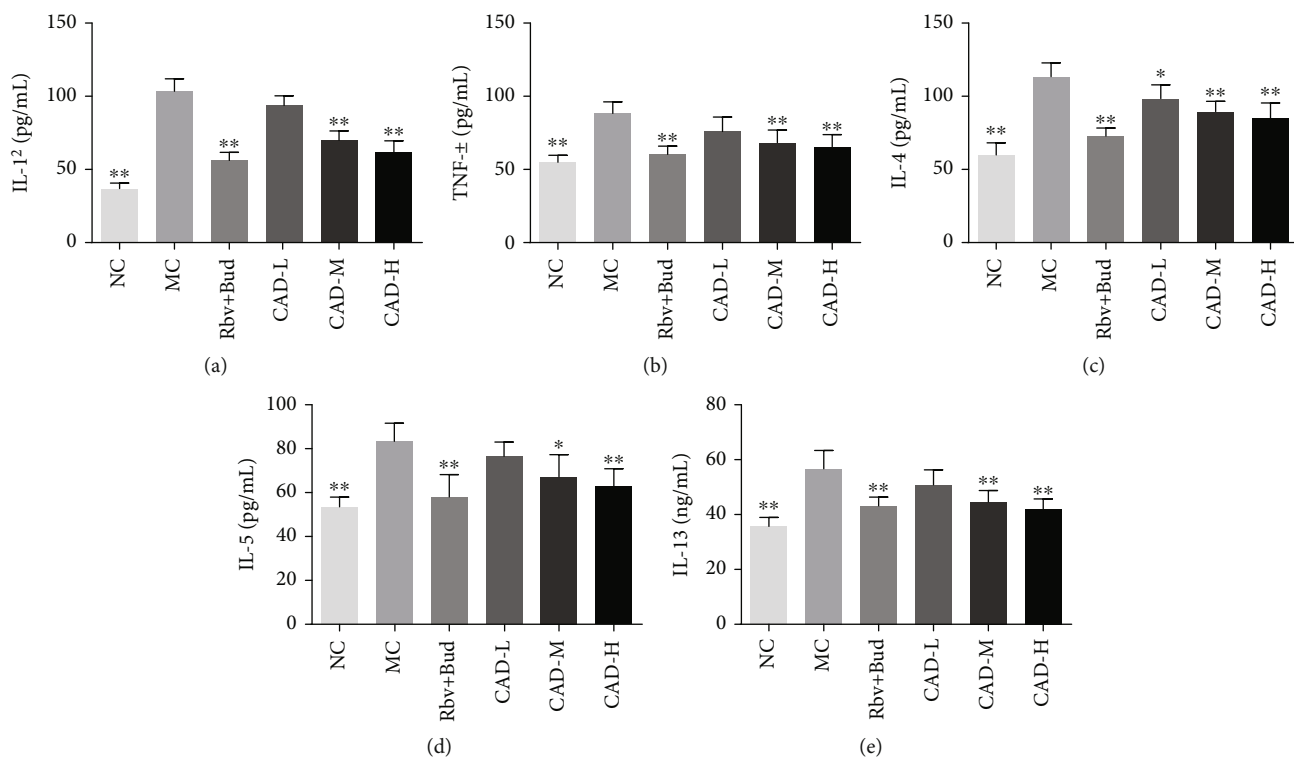 IL-1² (pg/mL)
150
100
50
0
**
**
**
**
NC
MC
Rbv+Bud
CAD-L
CAD-M
CAD-H
(a)
TNF-± (pg/mL)
150
100
50
0
**
**
**
**
NC
MC
Rbv+Bud
CAD-L
CAD-M
CAD-H
(b)
IL-4 (pg/mL)
150
100
50
0
**
**
*
**
**
NC
MC
Rbv+Bud
CAD-L
CAD-M
CAD-H
(c)
IL-5 (pg/mL)
100
80
60
40
20
0
**
**
*
**
NC
MC
Rbv+Bud
CAD-L
CAD-M
CAD-H
(d)
IL-13 (ng/mL)
80
60
40
20
0
**
**
**
**
NC
MC
Rbv+Bud
CAD-L
CAD-M
CAD-H
(e)